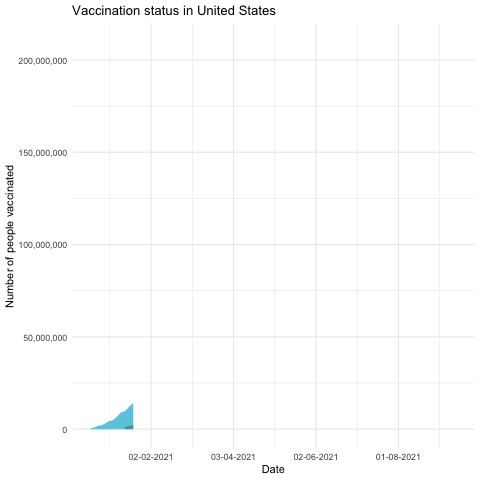 Vaccination status in United States
Number of people vaccinated
200,000,000
150,000,000
100,000,000
50,000,000
0
02-02-2021 03-04-2021 02-06-2021 01-08-2021
Date